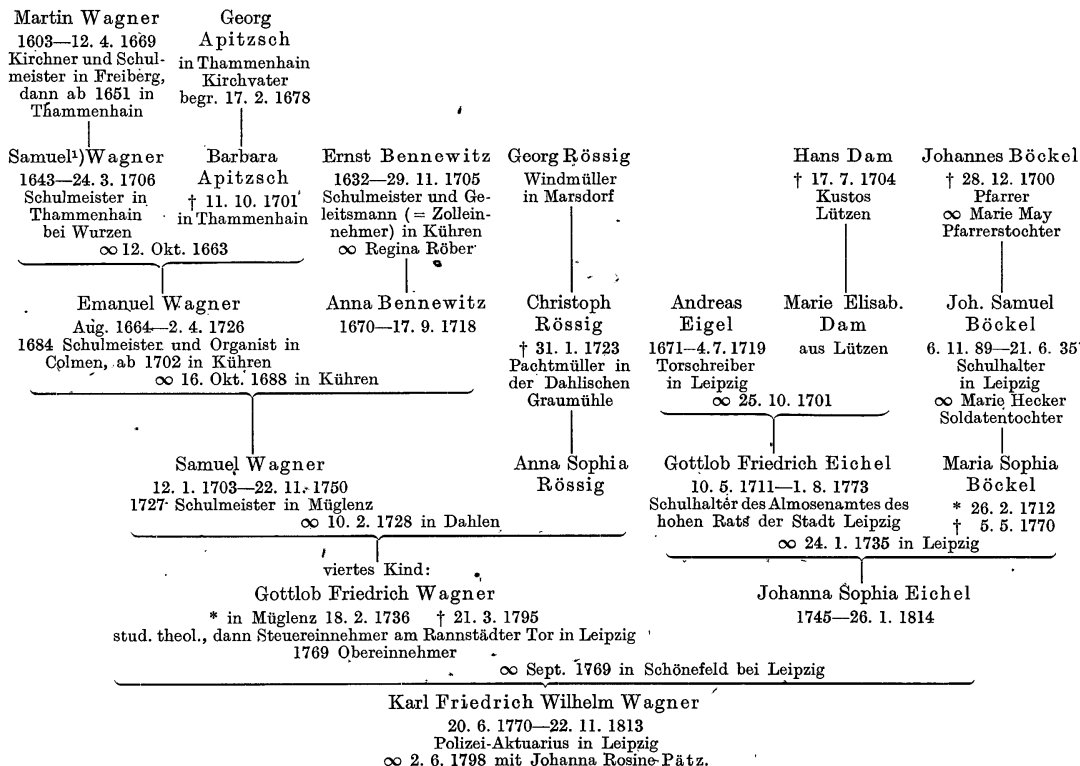 Martin Wagner
1603—12. 4. 1669
Kirchner und Schul-
meister in Freiberg,
dann ab 1651 in
Thammenhain
Georg
Apitzsch
in Thammenhain
Kirchvater
begr. 17. 2. 1678
Samuel¹) Wagner
1643—24. 3. 1706
Schulmeister in
Thammenhain
bei Wurzen
Barbara
Apitzsch
† 11. 10. 1701
in Thammenhain
∞ 12. Okt. 1663
Ernst Bennewitz
1632—29. 11. 1705
Schulmeister und Ge-
leitsmann (= Zollein-
nehmer) in Kühren
∞ Regina Röber
Georg Rössig
Windmüller
in Marsdorf
Hans Dam
† 17. 7. 1704
Kustos
Lützen
Johannes Böckel
† 28. 12. 1700
Pfarrer
∞ Marie May
Pfarrerstochter
Emanuel Wagner
Aug. 1664—2. 4. 1726
1684 Schulmeister und Organist in
Colmen, ab 1702 in Kühren
∞ 16. Okt. 1688 in Kühren
Anna Bennewitz
1670—17. 9. 1718
Christoph
Rössig
† 31. 1. 1723
Pachtmüller in
der Dahlischen
Graumühle
Andreas
Eigel
1671—4. 7. 1719
Torschreiber
in Leipzig
∞ 25. 10. 1701
Marie Elisab.
Dam
aus Lützen
Joh. Samuel
Böckel
6. 11. 89—21. 6. 35?
Schulhalter
in Leipzig
∞ Marie Hecker
Soldatentochter
Samuel Wagner
12. 1. 1703—22. 11. 1750
1727 Schulmeister in Müglenz
∞ 10. 2. 1728 in Dahlen
Anna Sophia
Rössig
Gottlob Friedrich Eichel
10. 5. 1711—1. 8. 1773
Schulhalter des Almosenamtes des
hohen Rats der Stadt Leipzig
∞ 24. 1. 1735 in Leipzig
Maria Sophia
Böckel
* 26. 2. 1712
† 5. 5. 1770
viertes Kind:
Gottlob Friedrich Wagner
* in Müglenz 18. 2. 1736 † 21. 3. 1795
stud. theol., dann Steuereinnehmer am Rannstädter Tor in Leipzig
1769 Obereinnehmer
Johanna Sophia Eichel
1745—26. 1. 1814
∞ Sept. 1769 in Schönefeld bei Leipzig
Karl Friedrich Wilhelm Wagner
20. 6. 1770—22. 11. 1813
Polizei-Aktuarius in Leipzig
∞ 2. 6. 1798 mit Johanna Rosine Pätz.